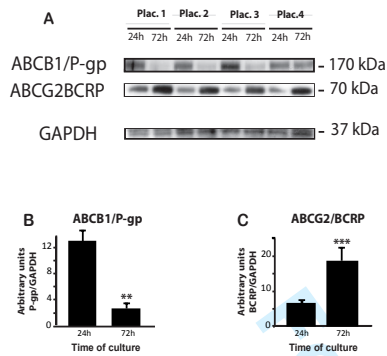 A
Plac. 1 Plac. 2 Plac. 3 Plac.4
24h 72h 24h 72h 24h 72h 24h 72h
ABCB1/P-gp - 170 kDa
ABCG2BCRP - 70 kDa
GAPDH - 37 kDa
B ABCB1/P-gp
Arbitrary units
P-gp/GAPDH
12
8
4
0
**
24h 72h
Time of culture
C ABCG2/BCRP
Arbitrary units
BCRP/GAPDH
20
10
0
***
24h 72h
Time of culture